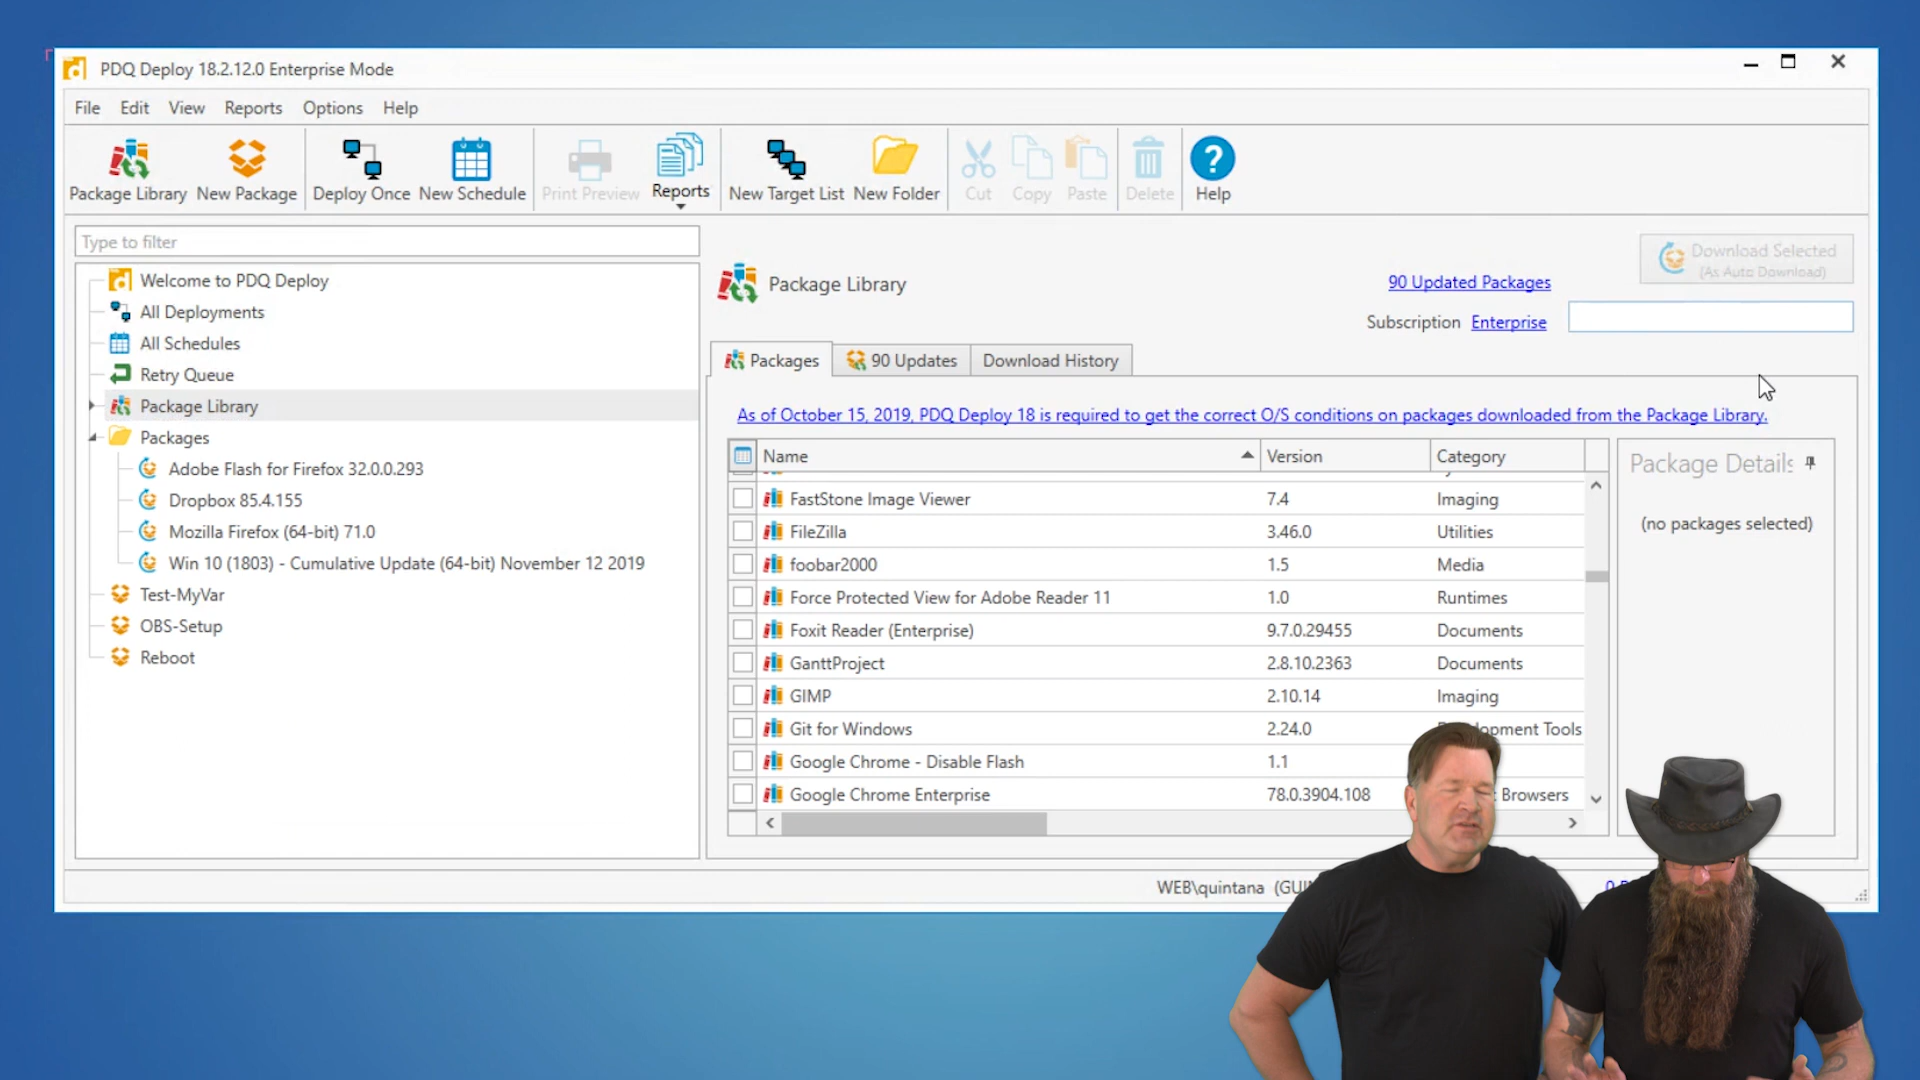 PDQ Deploy 18.2.12.0 Enterprise Mode
File Edit View Reports Options Help
Package Library New Package Deploy Once New Schedule Print Preview Reports New Target List New Folder Cut Copy Paste Delete Help
Type to filter
Welcome to PDQ Deploy
All Deployments
All Schedules
Retry Queue
Package Library
Packages
Adobe Flash for Firefox 32.0.0.293
Dropbox 85.4.155
Mozilla Firefox (64-bit) 71.0
Win 10 (1803) - Cumulative Update (64-bit) November 12 2019
Test-MyVar
OBS-Setup
Reboot
Package Library
90 Updated Packages
Download Selected
(As Auto Download)
Subscription Enterprise
Packages 90 Updates Download History
As of October 15, 2019, PDQ Deploy 18 is required to get the correct O/S conditions on packages downloaded from the Package Library.
Name Version Category
FastStone Image Viewer 7.4 Imaging
FileZilla 3.46.0 Utilities
foobar2000 1.5 Media
Force Protected View for Adobe Reader 11 1.0 Runtimes
Foxit Reader (Enterprise) 9.7.0.29455 Documents
GanttProject 2.8.10.2363 Documents
GIMP 2.10.14 Imaging
Git for Windows 2.24.0 Tools
Google Chrome - Disable Flash 1.1
Google Chrome Enterprise 78.0.3904.108 Browsers
Package Details
(no packages selected)
WEB\quintana